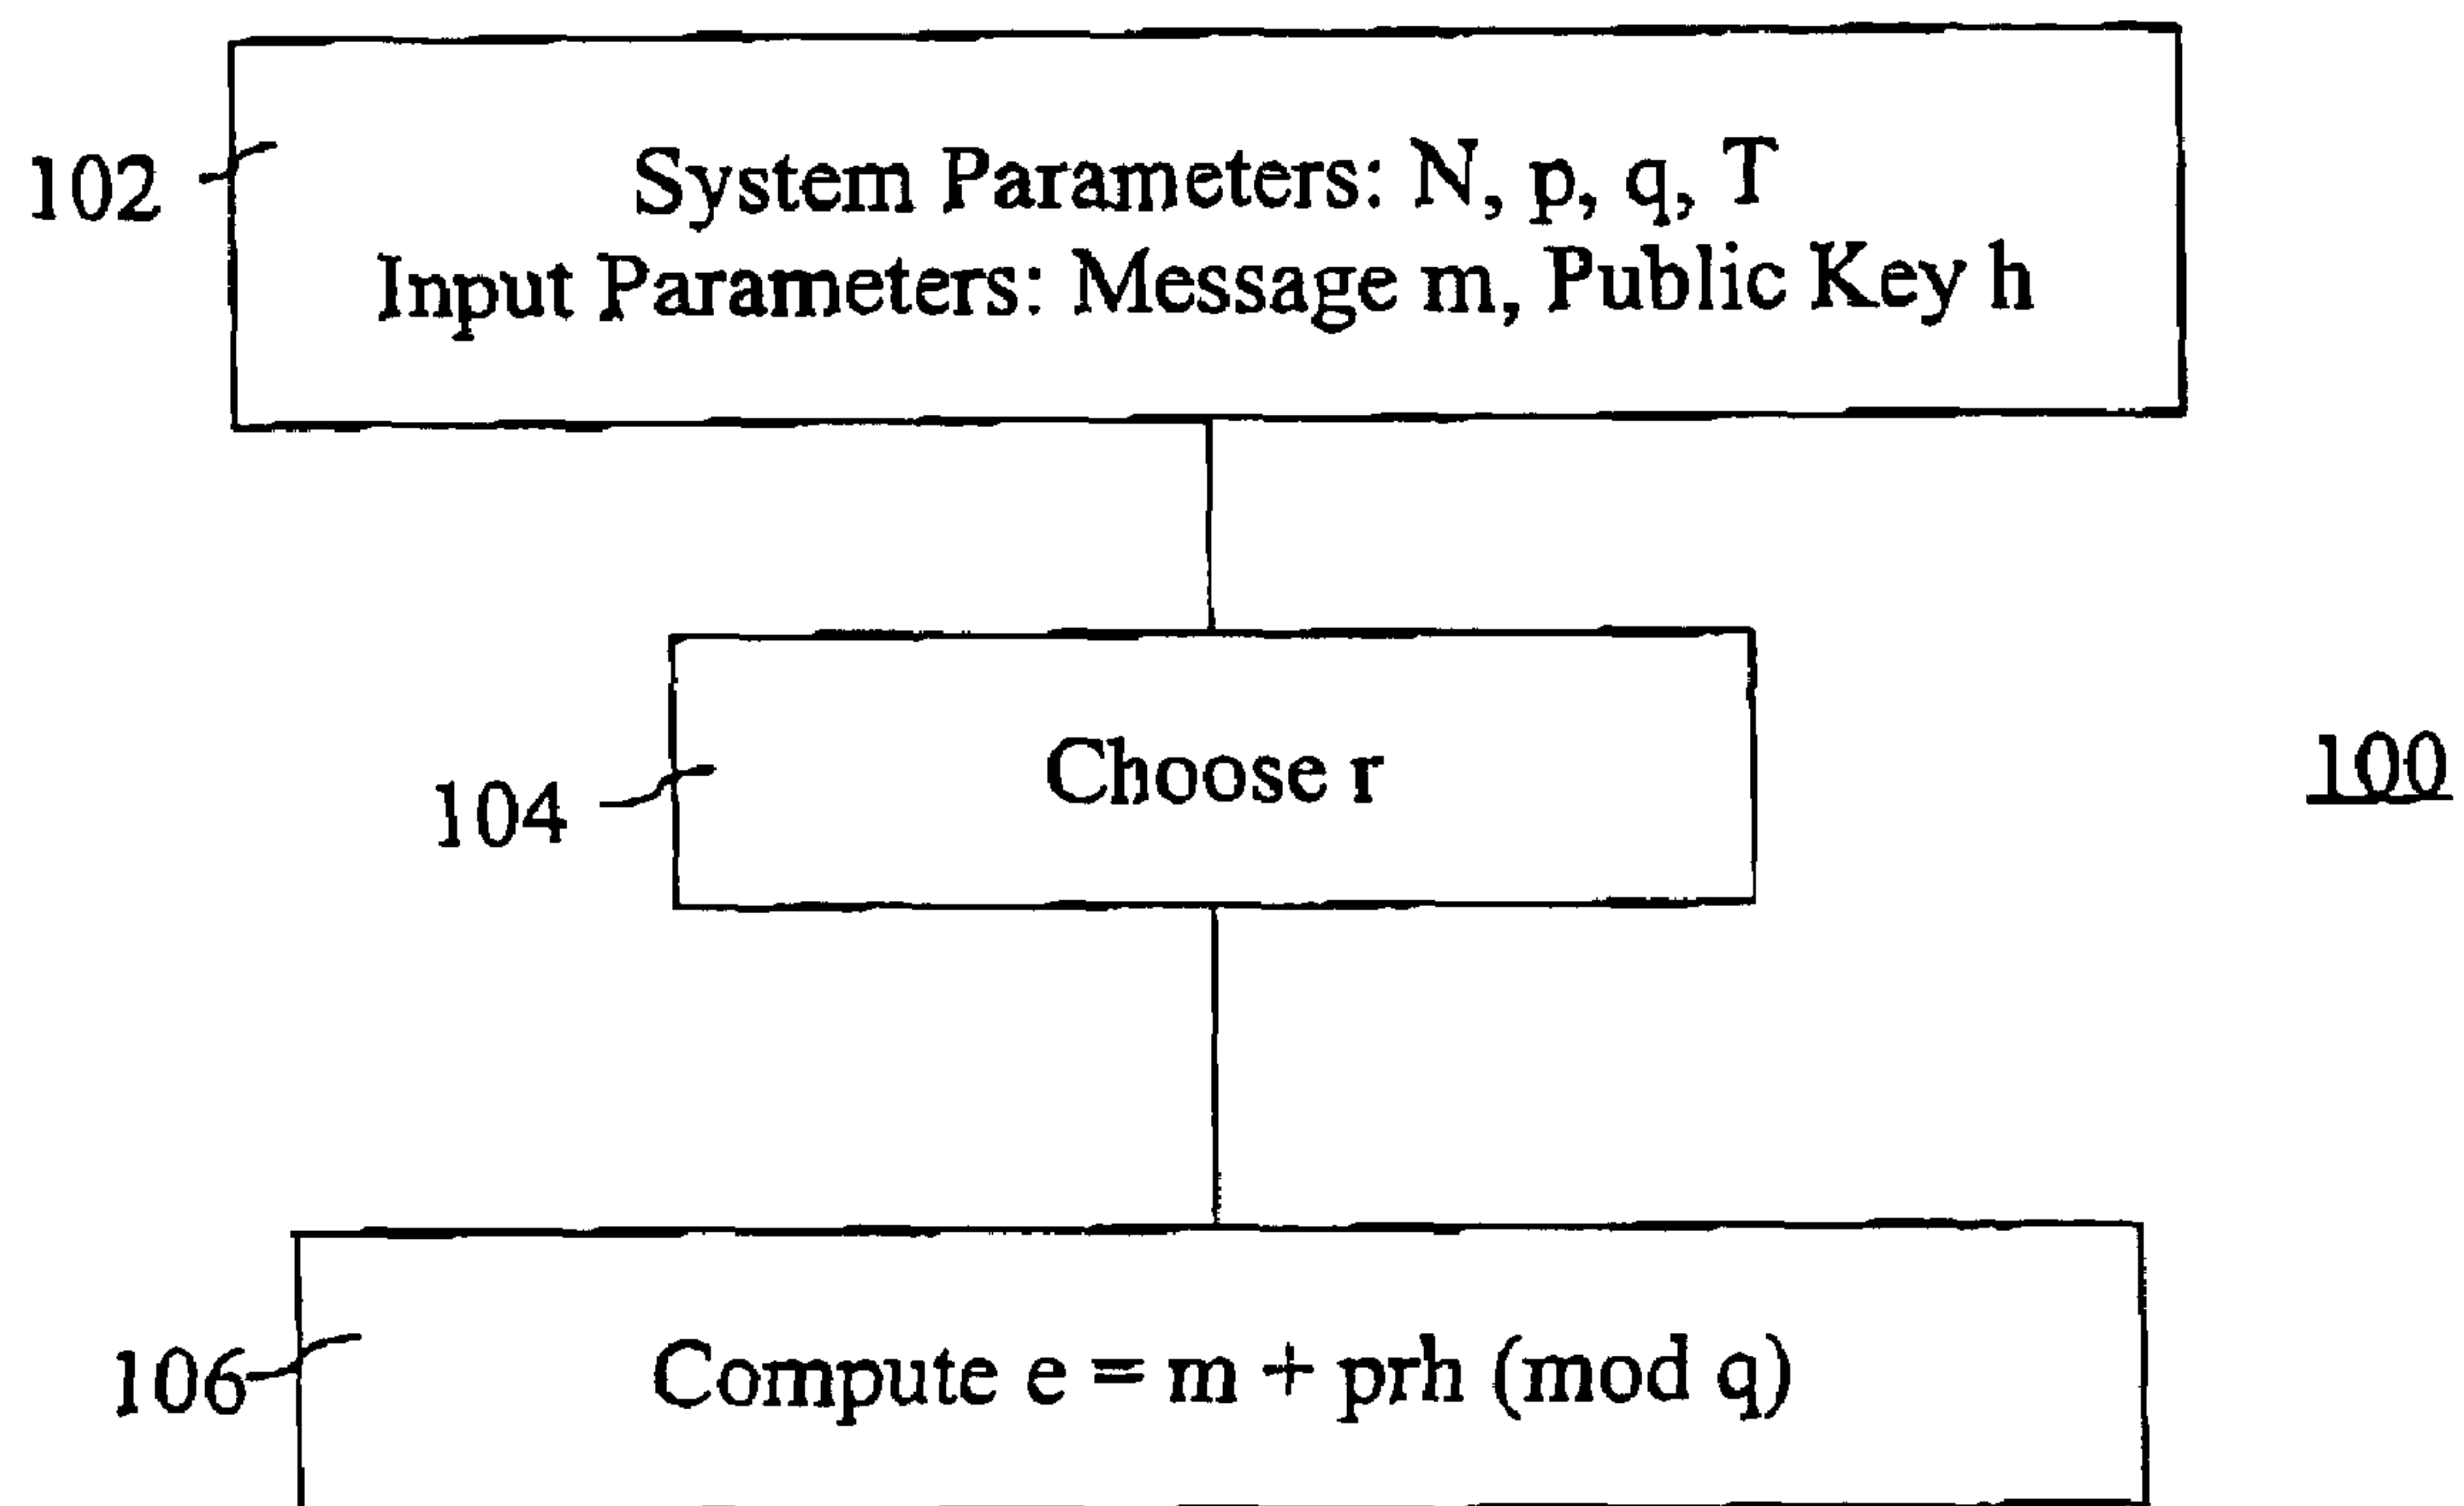 102
System Parameters: N, p, q, T
Input Parameters: Message m, Public Key h
104
Choose r
100
106
Compute e = m + prh (mod q)